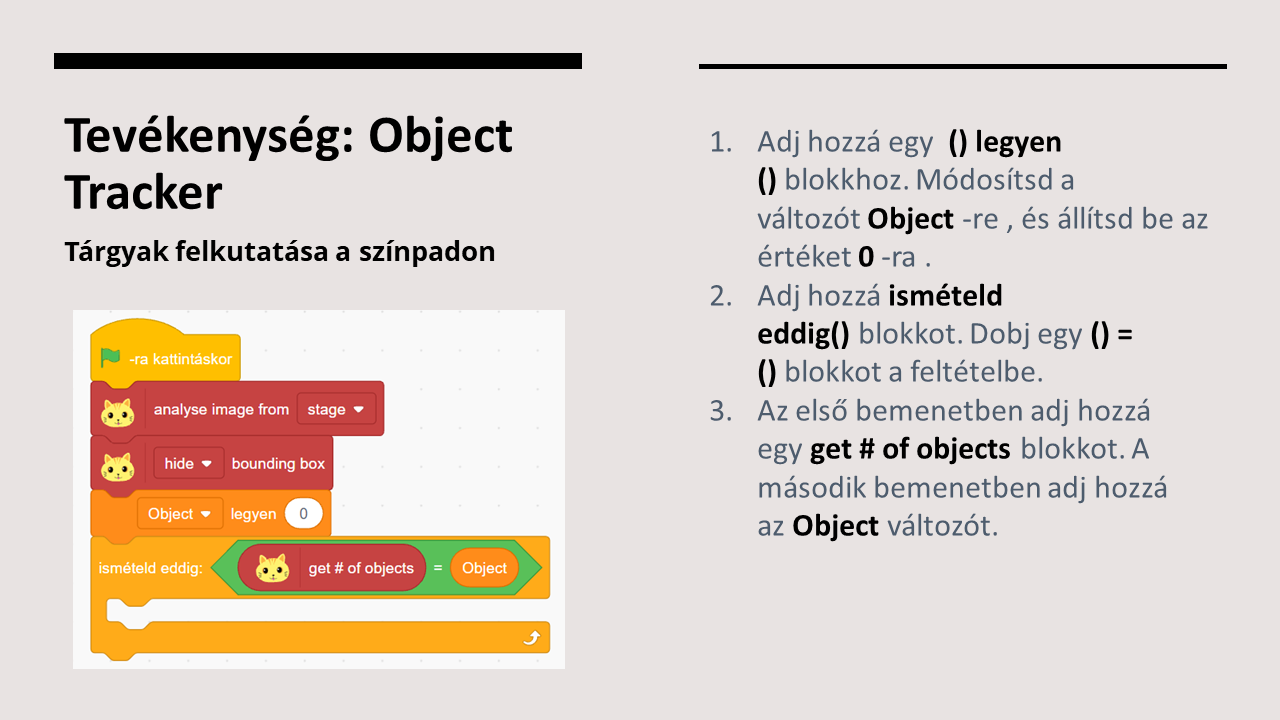 Tevékenység: Object
Tracker
Tárgyak felkutatása a színpadon
-ra kattintáskor
analyse image from stage
hide bounding box
Object legyen 0
ismételd eddig: get # of objects = Object
1. Adj hozzá egy () legyen
() blokkhoz. Módosítsd a
változót Object -re , és állítsd be az
értéket 0 -ra .
2. Adj hozzá ismételd
eddig() blokkot. Dobj egy () =
() blokkot a feltételbe.
3. Az első bemenetben adj hozzá
egy get # of objects blokkot. A
második bemenetben adj hozzá
az Object változót.